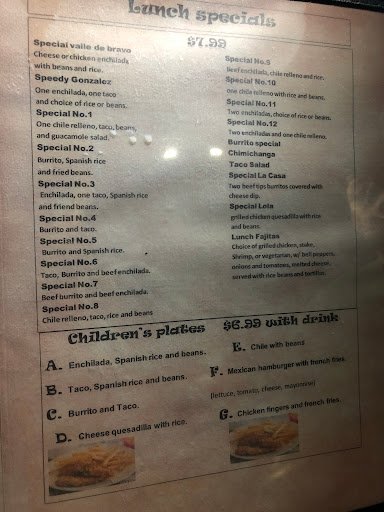 Lunch specials
$7.99
Special valle de bravo
Cheese or chicken enchilada
with beans and rice.
Speedy Gonzalez
One enchilada, one taco
and choice of rice or beans.
Special No.1
One chile relleno, taco, beans,
and guacamole salad.
Special No.2
Burrito, Spanish rice
and fried beans.
Special No.3
Enchilada, one taco, Spanish rice
and friend beans.
Special No.4
Burrito and taco.
Special No.5
Burrito and Spanish rice.
Special No.6
Taco, Burrito and beef enchilada.
Special No.7
Beef burrito and beef enchilada.
Special No.8
Chile relleno, taco, rice and beans
Special No.9
Beef enchilada, chile relleno and rice.
Special No.10
one chile relleno with rice and beans.
Special No.11
Two enchiladas, choice of rice or beans.
Special No.12
Two enchiladas and one chile relleno.
Burrito special
Chimichanga
Taco Salad
Special La Casa
Two beef tips burritos covered with
cheese dip.
Special Lela
grilled chicken quesadilla with rice
and beans.
Lunch Fajitas
Choice of grilled chicken, stake,
Shrimp, or vegetarian, w/ bell peppers,
onions and tomatoes, melted cheese,
served with rice beans and tortillas.
Children's plates $6.99 with drink
A. Enchilada, Spanish rice and beans.
B. Taco, Spanish rice and beans.
C. Burrito and Taco.
D. Cheese quesadilla with rice.
E. Chile with beans
F. Mexican hamburger with french fries.
(lettuce, tomato, cheese, mayonnaise)
G. Chicken fingers and french fries.